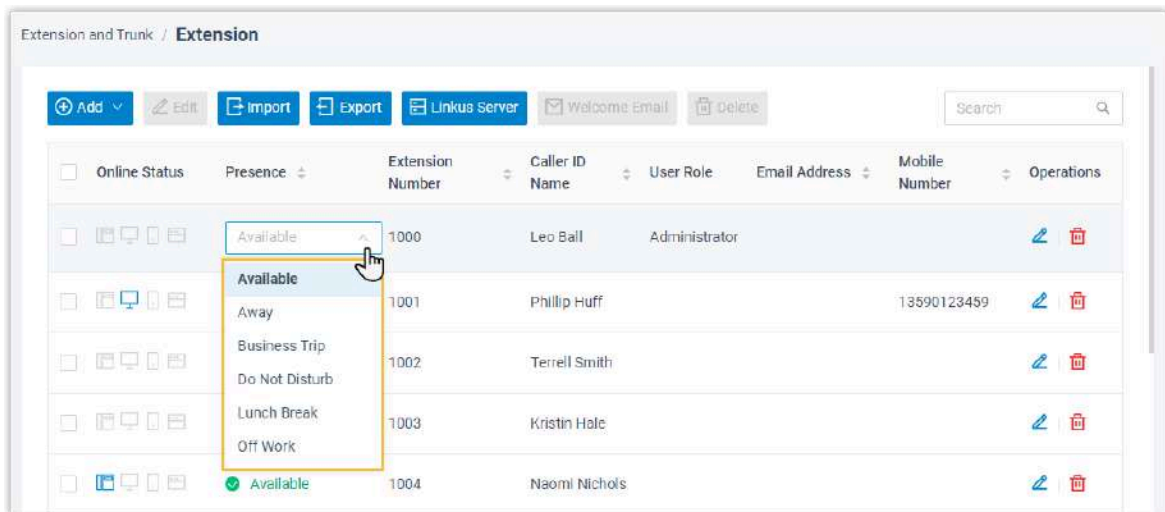 Extension and Trunk / Extension
Add Edit Import Export Linkus Server Welcome Email Delete Search
Online Status Presence Extension Number Caller ID Name User Role Email Address Mobile Number Operations
Available 1000 Leo Ball Administrator
Available
1001 Phillip Huff 13590123459
Away
Business Trip
1002 Terrell Smith
Do Not Disturb
Lunch Break
1003 Kristin Hale
Off Work
Available 1004 Naomi Nichols